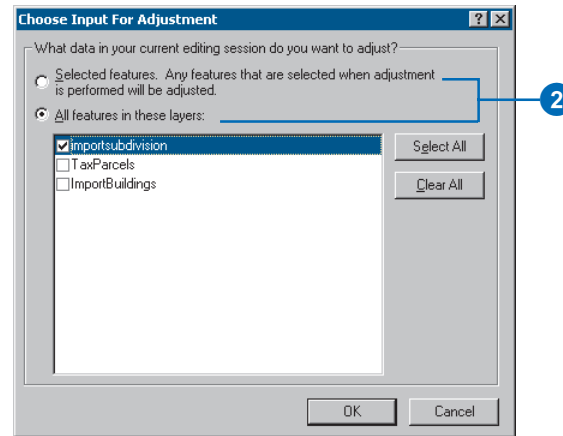 Choose Input For Adjustment
What data in your current editing session do you want to adjust?
Selected features. Any features that are selected when adjustment
is performed will be adjusted.
2
All features in these layers:
importsubdivision
TaxParcels
ImportBuildings
Select All
Clear All
OK
Cancel